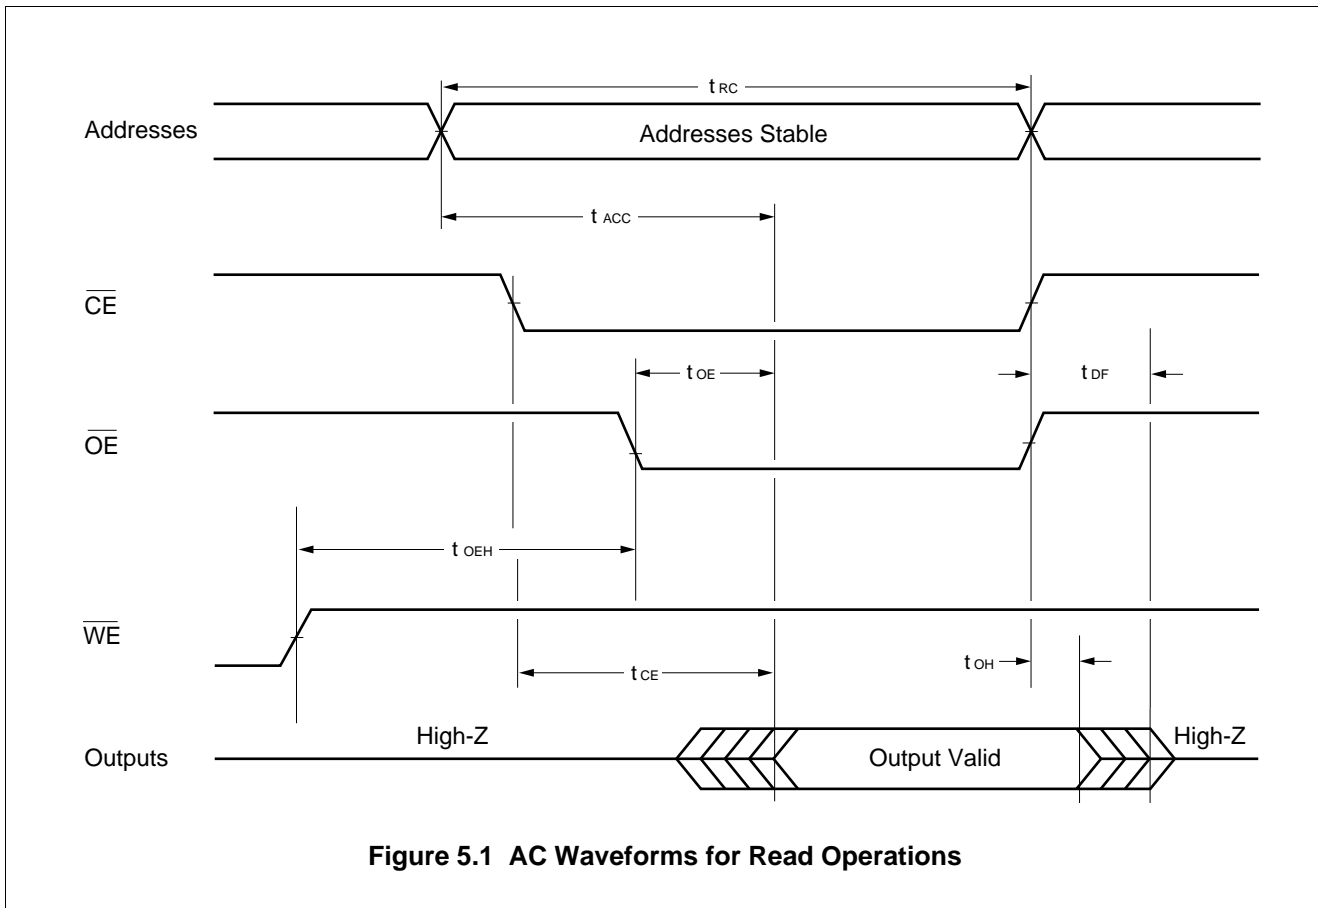 t RC
Addresses
Addresses Stable
t ACC
CE
t OE
t DF
OE
t OEH
WE
t OH
t CE
High-Z
High-Z
Outputs
Output Valid
Figure 5.1 AC Waveforms for Read Operations